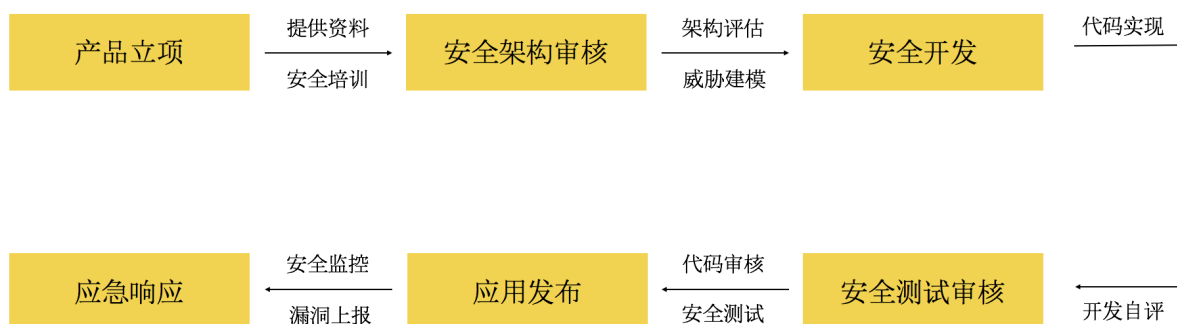 产品立项
提供资料
安全培训
安全架构审核
架构评估
威胁建模
安全开发
代码实现
开发自评
安全测试审核
代码审核
安全测试
应用发布
安全监控
漏洞上报
应急响应